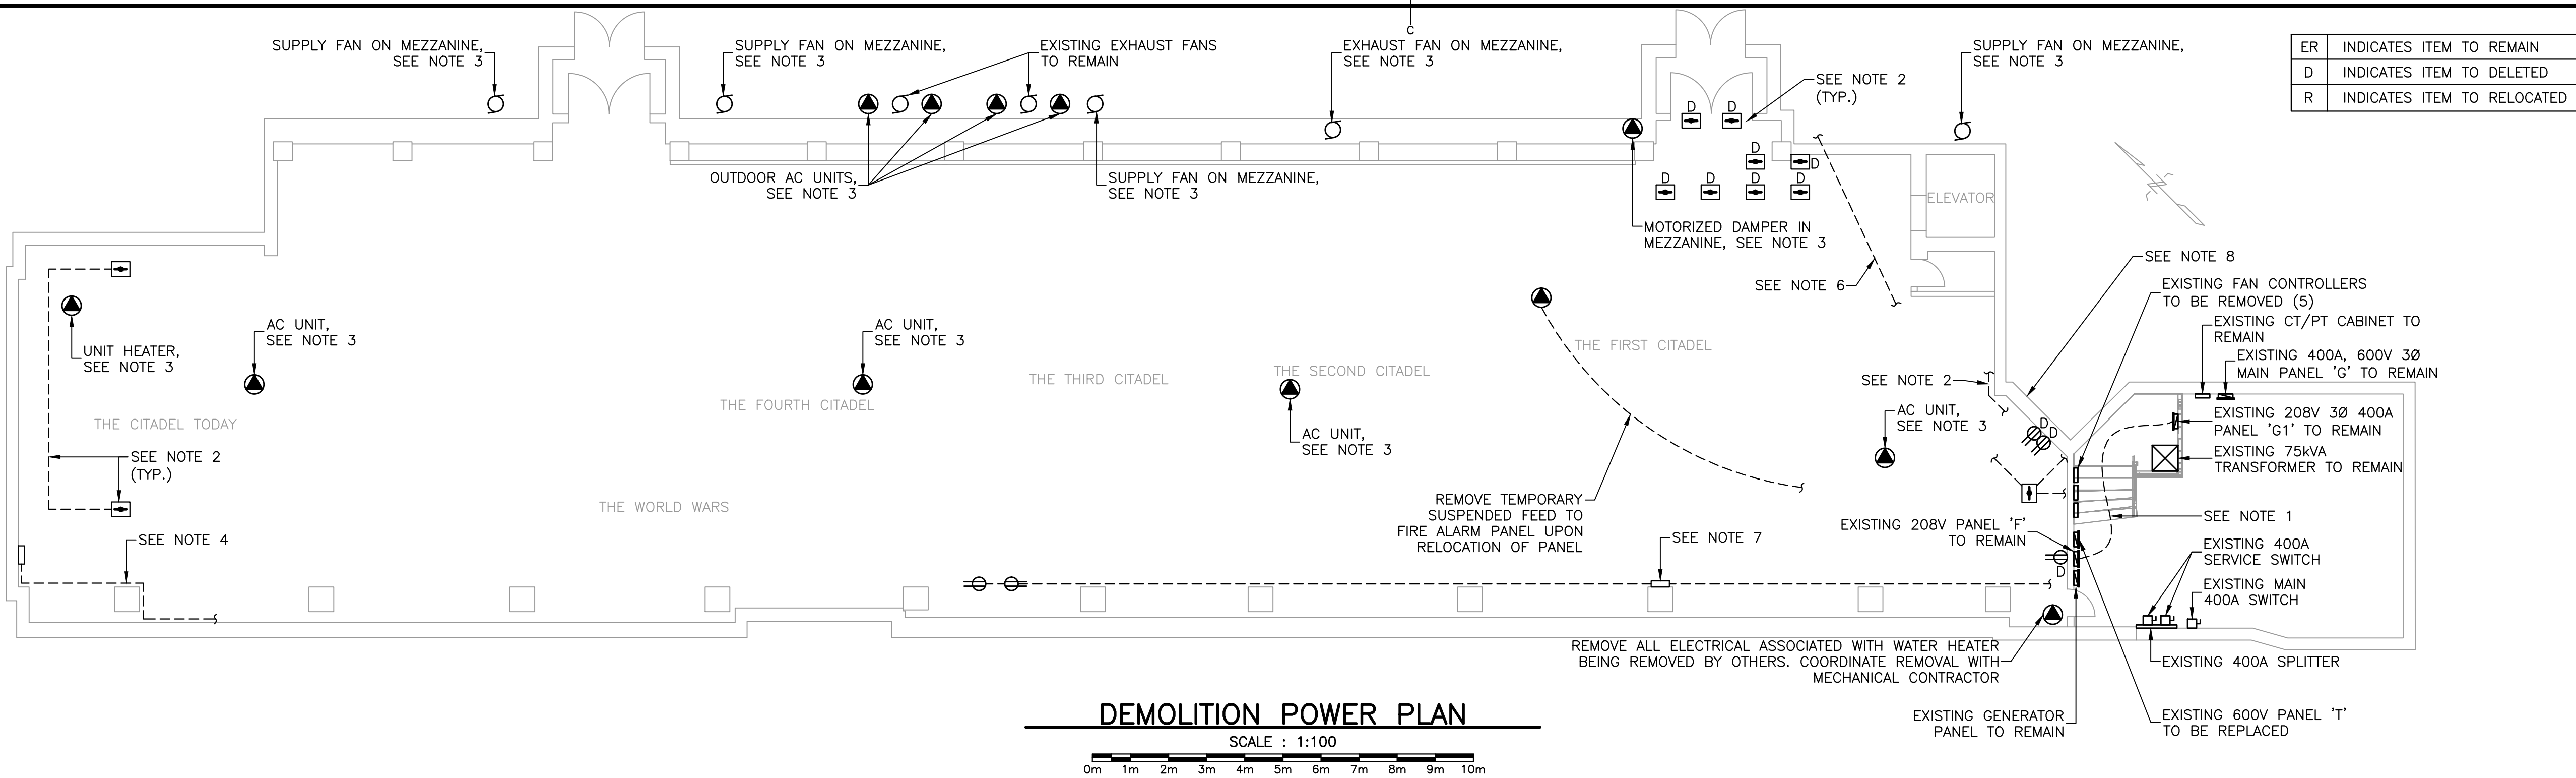 C
SUPPLY FAN ON MEZZANINE,
SEE NOTE 3
SUPPLY FAN ON MEZZANINE,
SEE NOTE 3
EXISTING EXHAUST FANS
TO REMAIN
EXHAUST FAN ON MEZZANINE,
SEE NOTE 3
SEE NOTE 2
(TYP.)
SUPPLY FAN ON MEZZANINE,
SEE NOTE 3
ER INDICATES ITEM TO REMAIN
D INDICATES ITEM TO DELETED
R INDICATES ITEM TO RELOCATED
D D
D
D
D D D D
OUTDOOR AC UNITS,
SEE NOTE 3
SUPPLY FAN ON MEZZANINE,
SEE NOTE 3
MOTORIZED DAMPER IN
MEZZANINE, SEE NOTE 3
ELEVATOR
SEE NOTE 6
SEE NOTE 8
EXISTING FAN CONTROLLERS
TO BE REMOVED (5)
EXISTING CT/PT CABINET TO
REMAIN
EXISTING 400A, 600V 3Ø
MAIN PANEL 'G' TO REMAIN
UNIT HEATER,
SEE NOTE 3
AC UNIT,
SEE NOTE 3
AC UNIT,
SEE NOTE 3
THE FIRST CITADEL
THE SECOND CITADEL
THE THIRD CITADEL
THE FOURTH CITADEL
THE CITADEL TODAY
SEE NOTE 2
AC UNIT,
SEE NOTE 3
AC UNIT,
SEE NOTE 3
D
D
EXISTING 208V 3Ø 400A
PANEL 'G1' TO REMAIN
EXISTING 75kVA
TRANSFORMER TO REMAIN
SEE NOTE 2
(TYP.)
THE WORLD WARS
REMOVE TEMPORARY
SUSPENDED FEED TO
FIRE ALARM PANEL UPON
RELOCATION OF PANEL
EXISTING 208V PANEL 'F'
TO REMAIN
SEE NOTE 1
SEE NOTE 4
SEE NOTE 7
D
EXISTING 400A
SERVICE SWITCH
EXISTING MAIN
400A SWITCH
REMOVE ALL ELECTRICAL ASSOCIATED WITH WATER HEATER
BEING REMOVED BY OTHERS. COORDINATE REMOVAL WITH
MECHANICAL CONTRACTOR
EXISTING 400A SPLITTER
EXISTING GENERATOR
PANEL TO REMAIN
EXISTING 600V PANEL 'T'
TO BE REPLACED
DEMOLITION POWER PLAN
SCALE : 1:100
0m 1m 2m 3m 4m 5m 6m 7m 8m 9m 10m